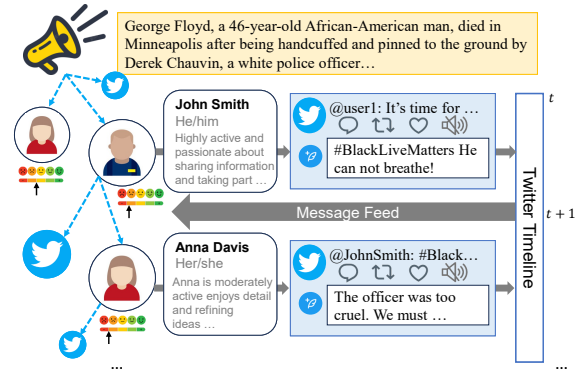 George Floyd, a 46-year-old African-American man, died in
Minneapolis after being handcuffed and pinned to the ground by
Derek Chauvin, a white police officer…
John Smith
He/him
Highly active and
passionate about
sharing information
and taking part …
@user1: It's time for …
#BlackLiveMatters He
can not breathe!
t
Twitter Timeline
Message Feed
t + 1
Anna Davis
Her/she
Anna is moderately
active enjoys detail
and refining
ideas …
@JohnSmith: #Black…
The officer was too
cruel. We must …
…
…